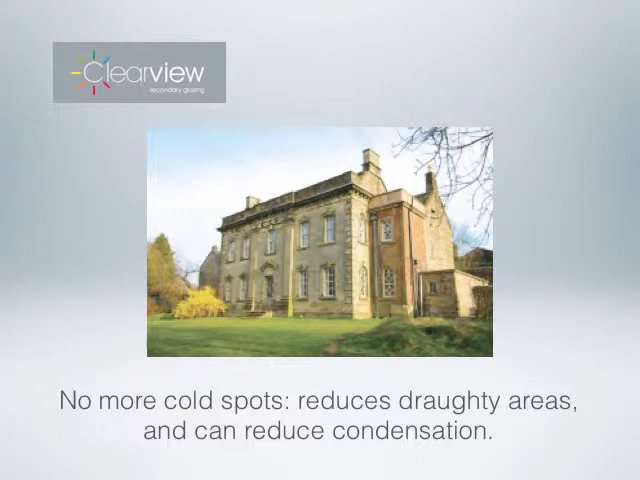 Clearview
secondary glazing
No more cold spots: reduces draughty areas,
and can reduce condensation.